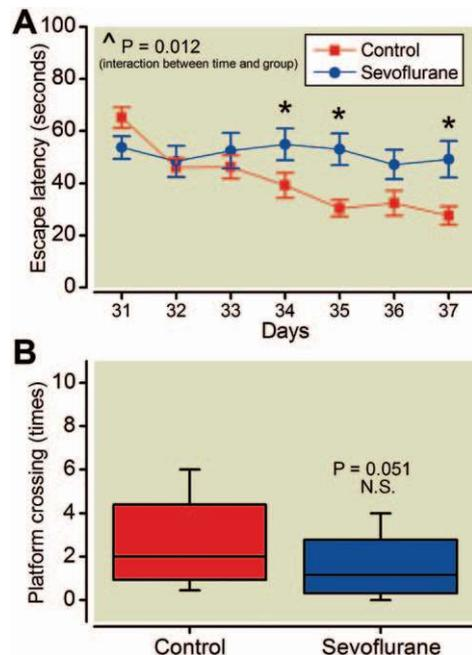 A
^ P = 0.012
(interaction between time and group)
Control
Sevoflurane
Escape latency (seconds)
100
80
60
40
20
0
* * *
31 32 33 34 35 36 37
Days
B
Platform crossing (times)
10
8
6
4
2
0
P = 0.051
N.S.
Control Sevoflurane